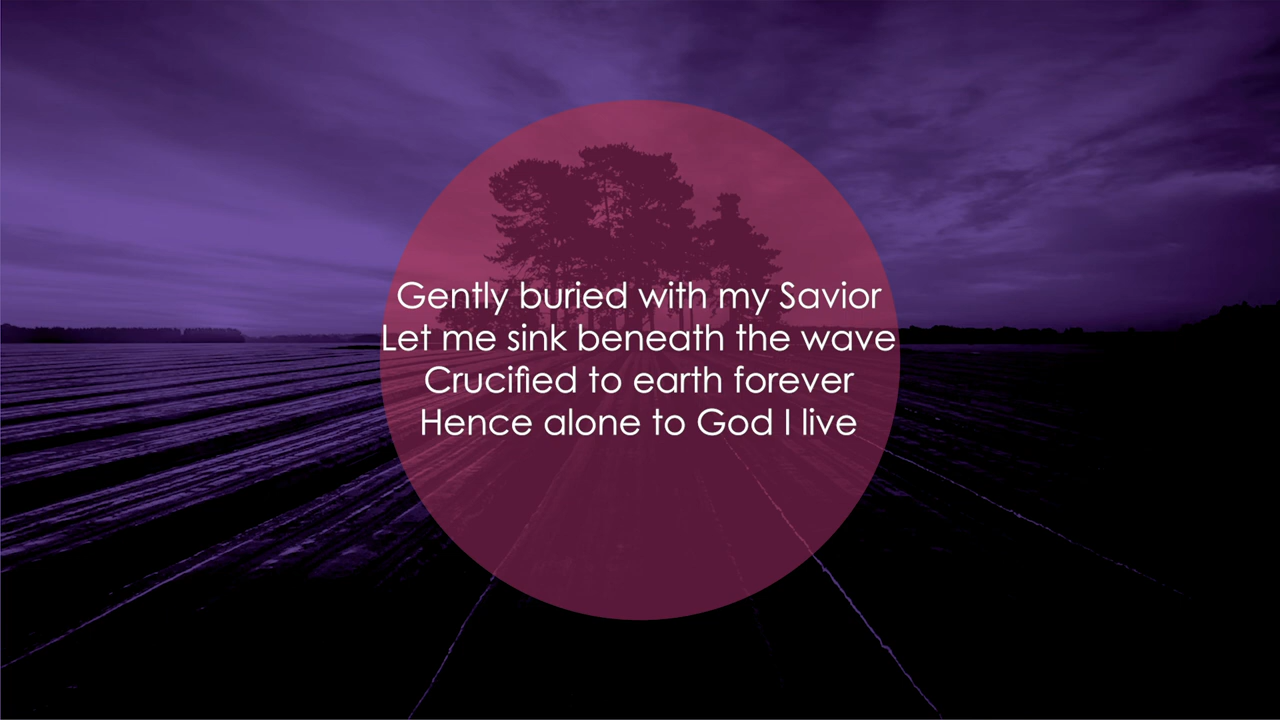 Gently buried with my Savior
Let me sink beneath the wave
Crucified to earth forever
Hence alone to God I live